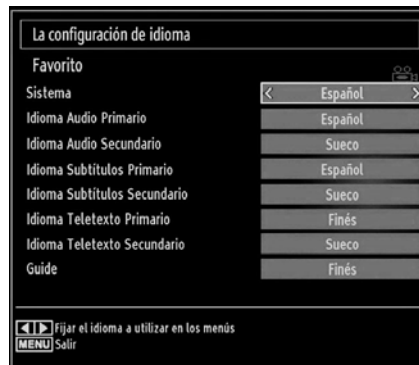 La configuración de idioma
Favorito
Sistema < Español >
Idioma Audio Primario Español
Idioma Audio Secundario Sueco
Idioma Subtítulos Primario Español
Idioma Subtítulos Secundario Sueco
Idioma Teletexto Primario Finés
Idioma Teletexto Secundario Sueco
Guide Finés
Fijar el idioma a utilizar en los menús
MENU Salir